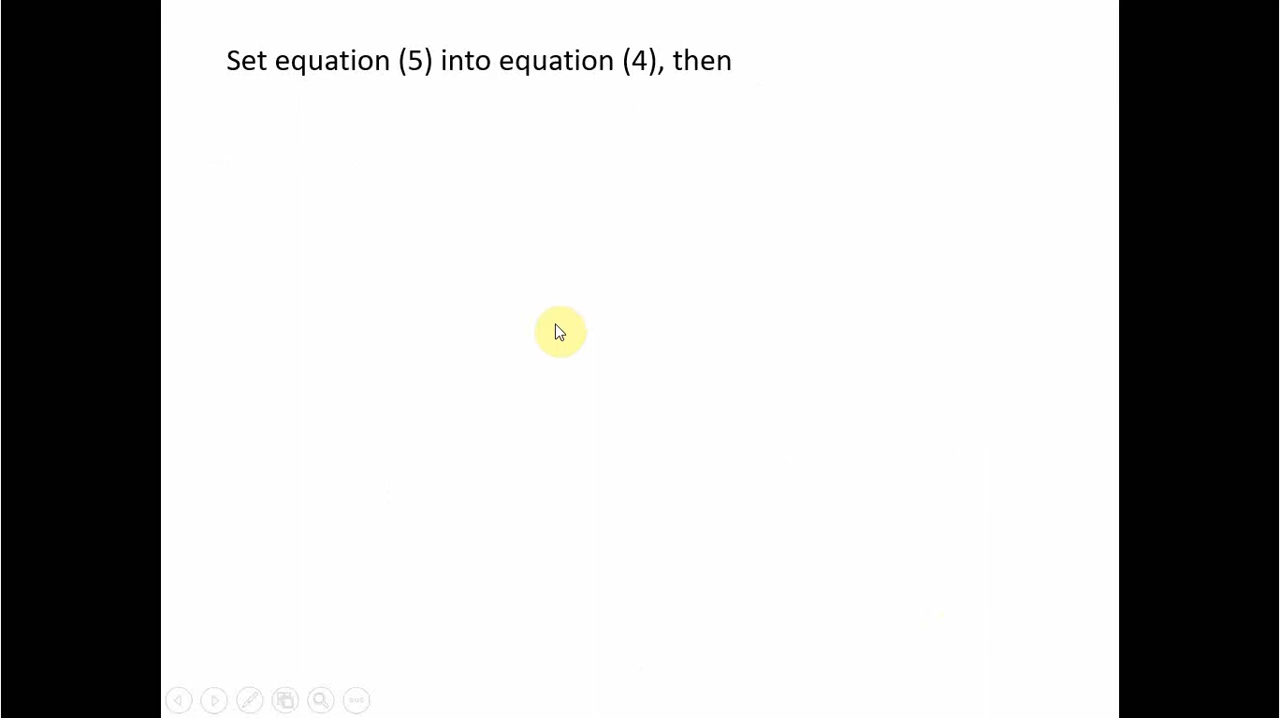 Set equation (5) into equation (4), then